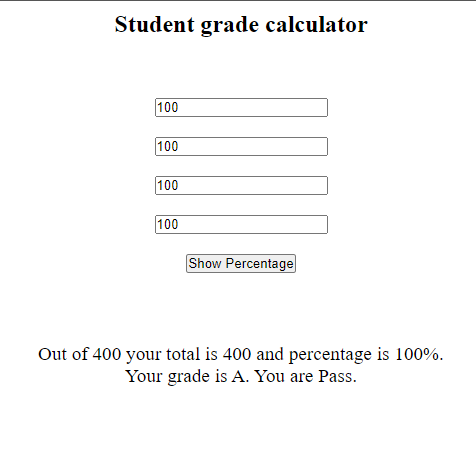 Student grade calculator
100
100
100
100
Show Percentage
Out of 400 your total is 400 and percentage is 100%.
Your grade is A. You are Pass.